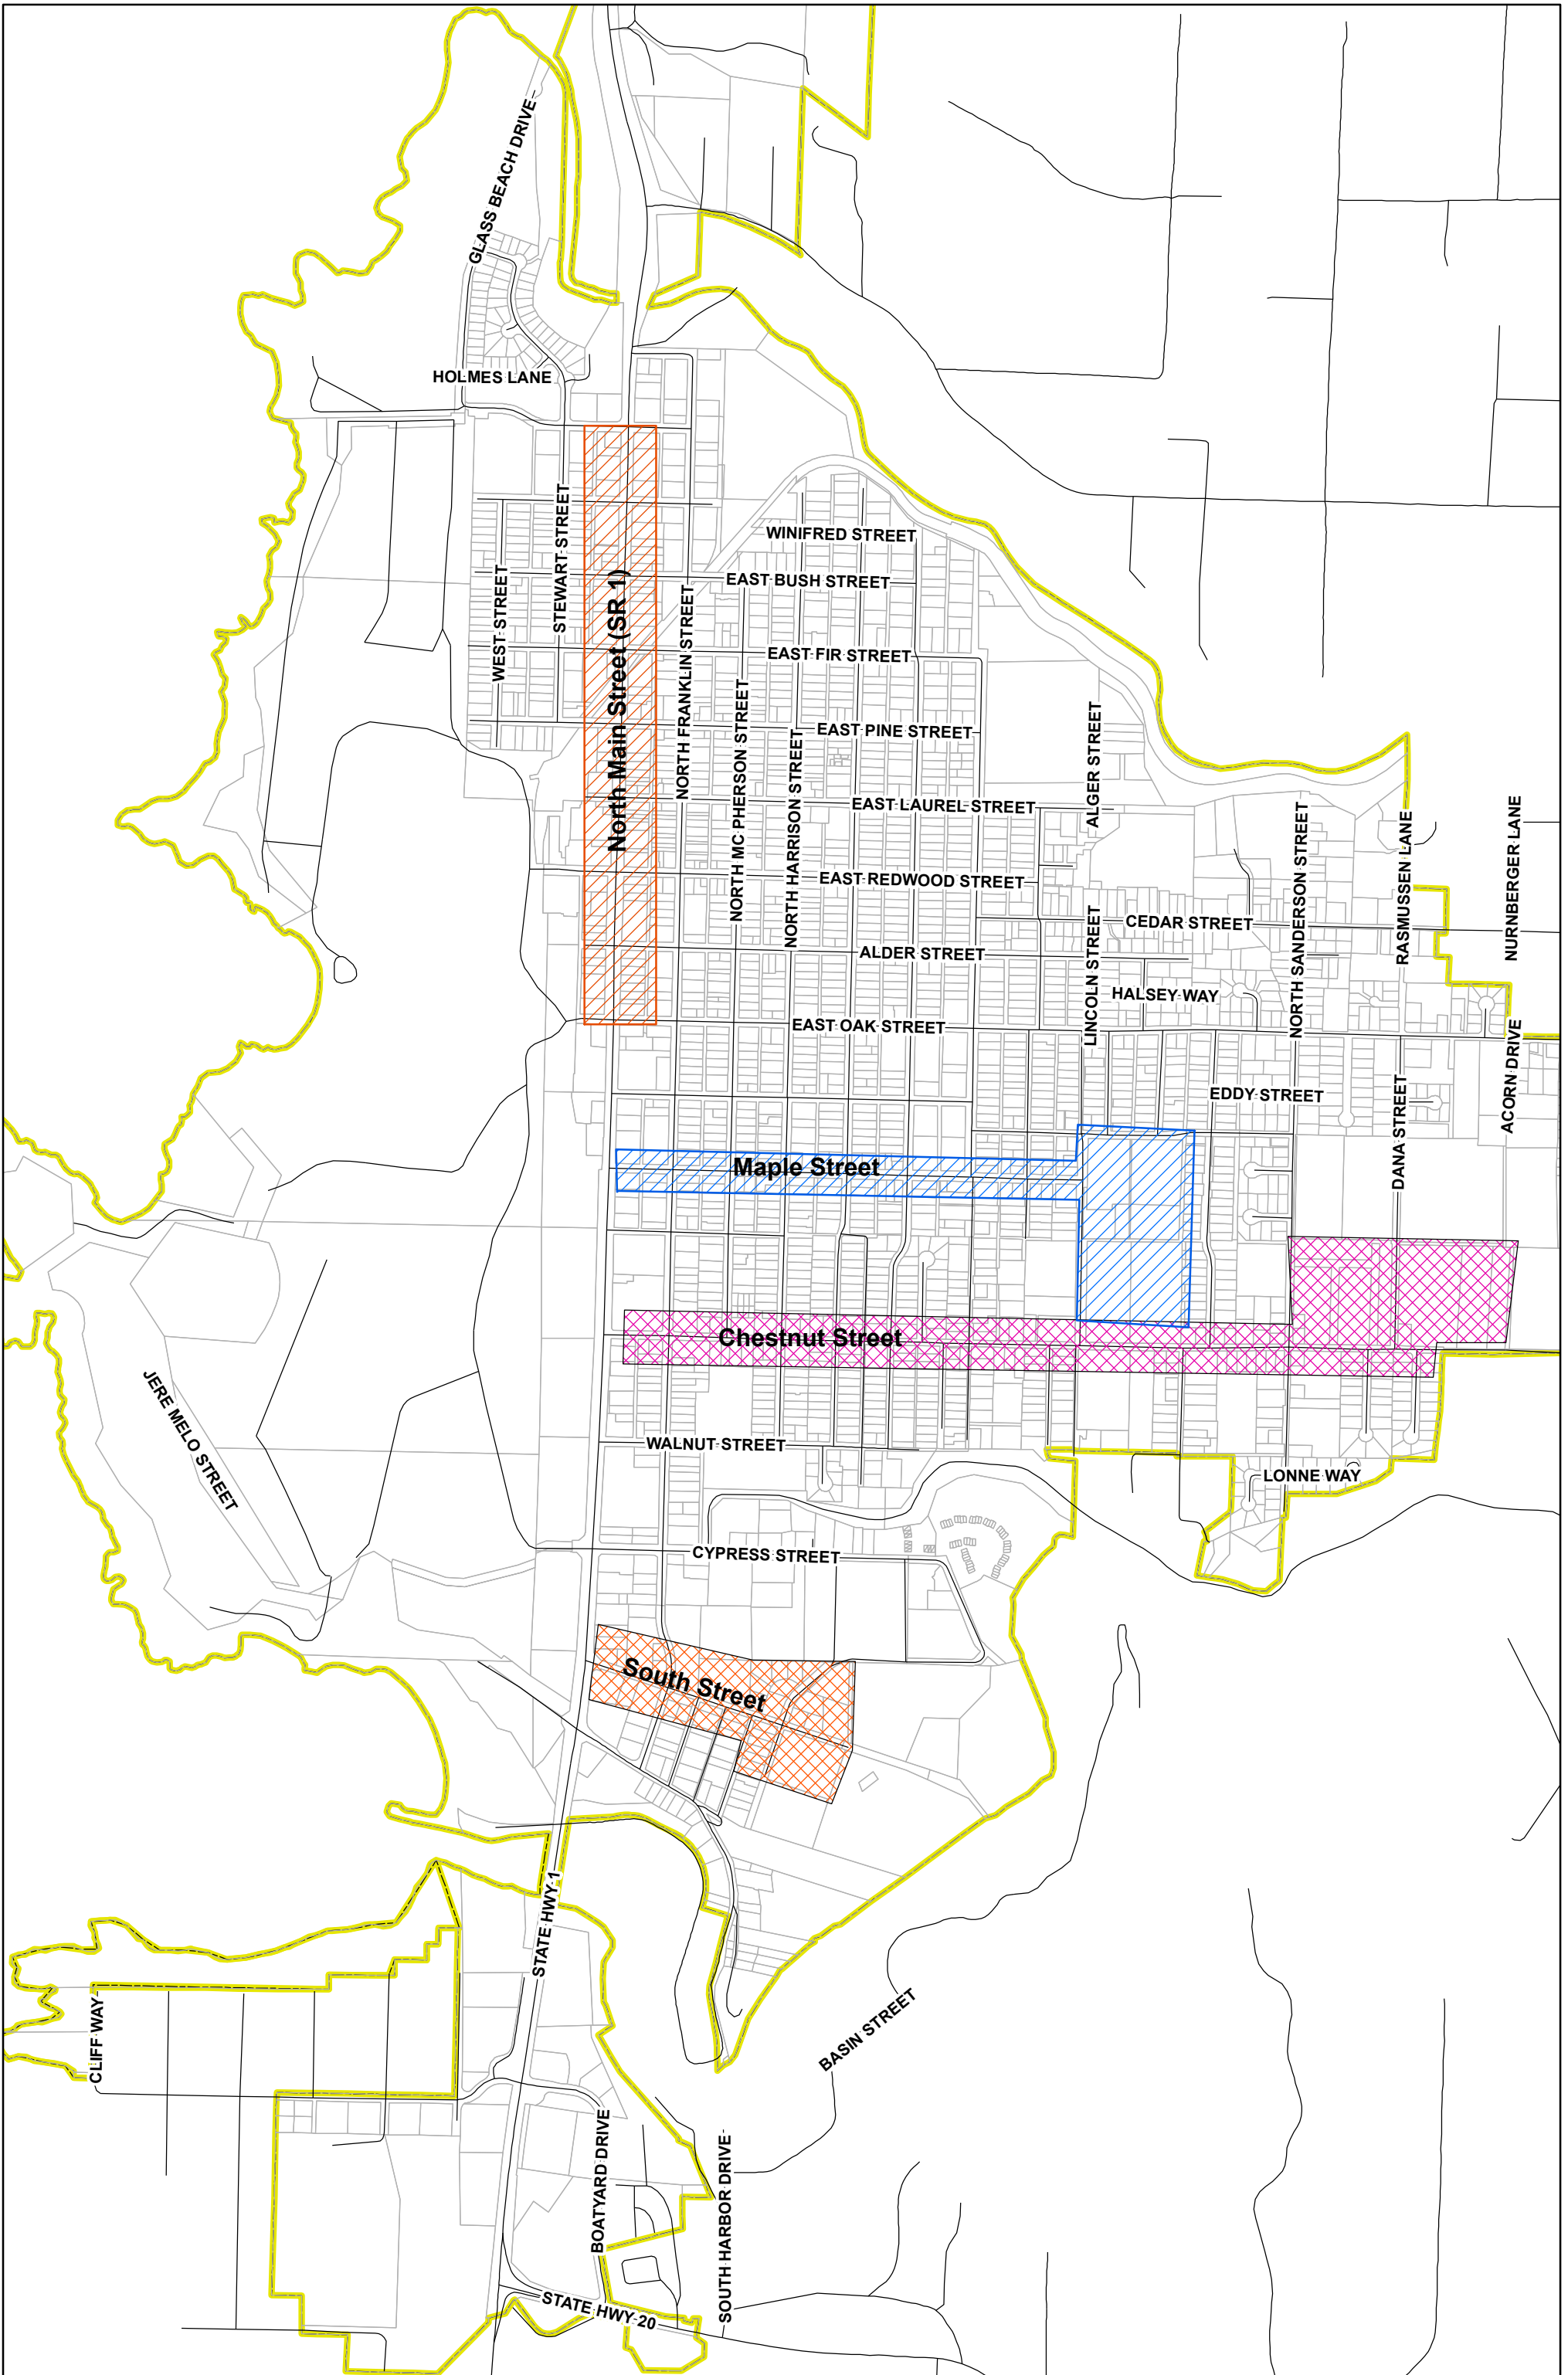 GLASS BEACH DRIVE
HOLMES LANE
WINIFRED STREET
EAST BUSH STREET
STEWART STREET
WEST STREET
North Main Street (SR 1)
NORTH FRANKLIN STREET
EAST FIR STREET
NORTH MC PHERSON STREET
NORTH HARRISON STREET
EAST PINE STREET
ALGER STREET
EAST LAUREL STREET
NORTH SANDERSON STREET
RASMUSSEN LANE
NURNBERGER LANE
EAST REDWOOD STREET
CEDAR STREET
LINCOLN STREET
ALDER STREET
HALSEY WAY
EAST OAK STREET
ACORN DRIVE
EDDY STREET
DANA STREET
Maple Street
Chestnut Street
JERE MELO STREET
WALNUT STREET
LONNE WAY
CYPRESS STREET
South Street
STATE HWY 1
CLIFF WAY
BASIN STREET
BOATYARD DRIVE
SOUTH HARBOR DRIVE
STATE HWY 20